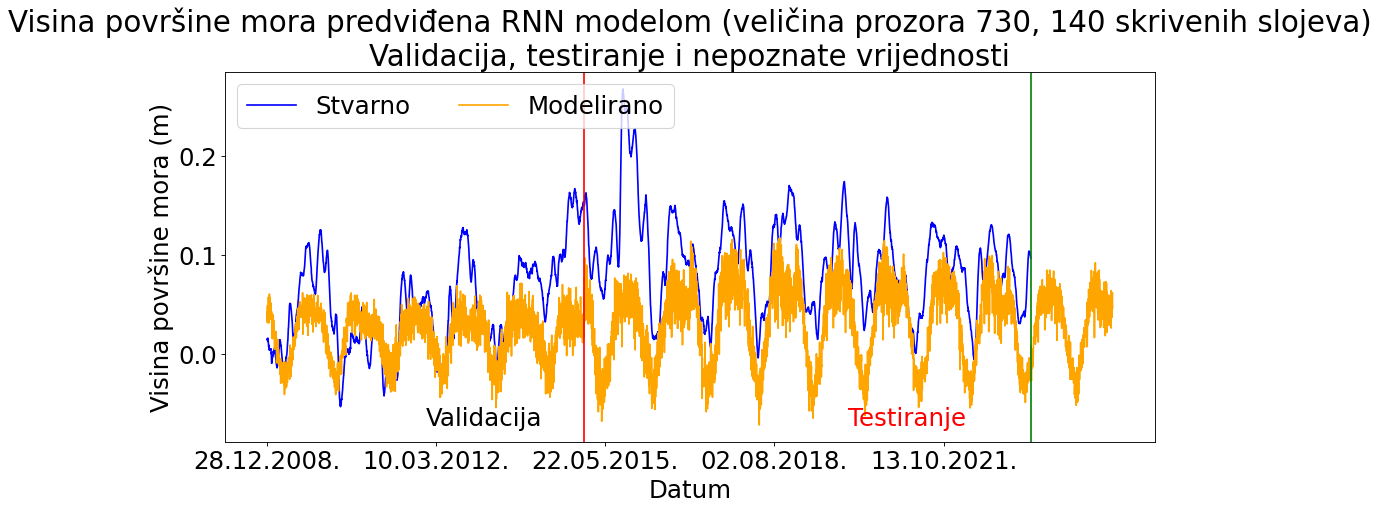 Visina površine mora predviđena RNN modelom (veličina prozora 730, 140 skrivenih slojeva)
Validacija, testiranje i nepoznate vrijednosti
Stvarno
Modelirano
Visina površine mora (m)
0.2
0.1
0.0
Validacija
Testiranje
28.12.2008.
10.03.2012.
22.05.2015.
02.08.2018.
13.10.2021.
Datum